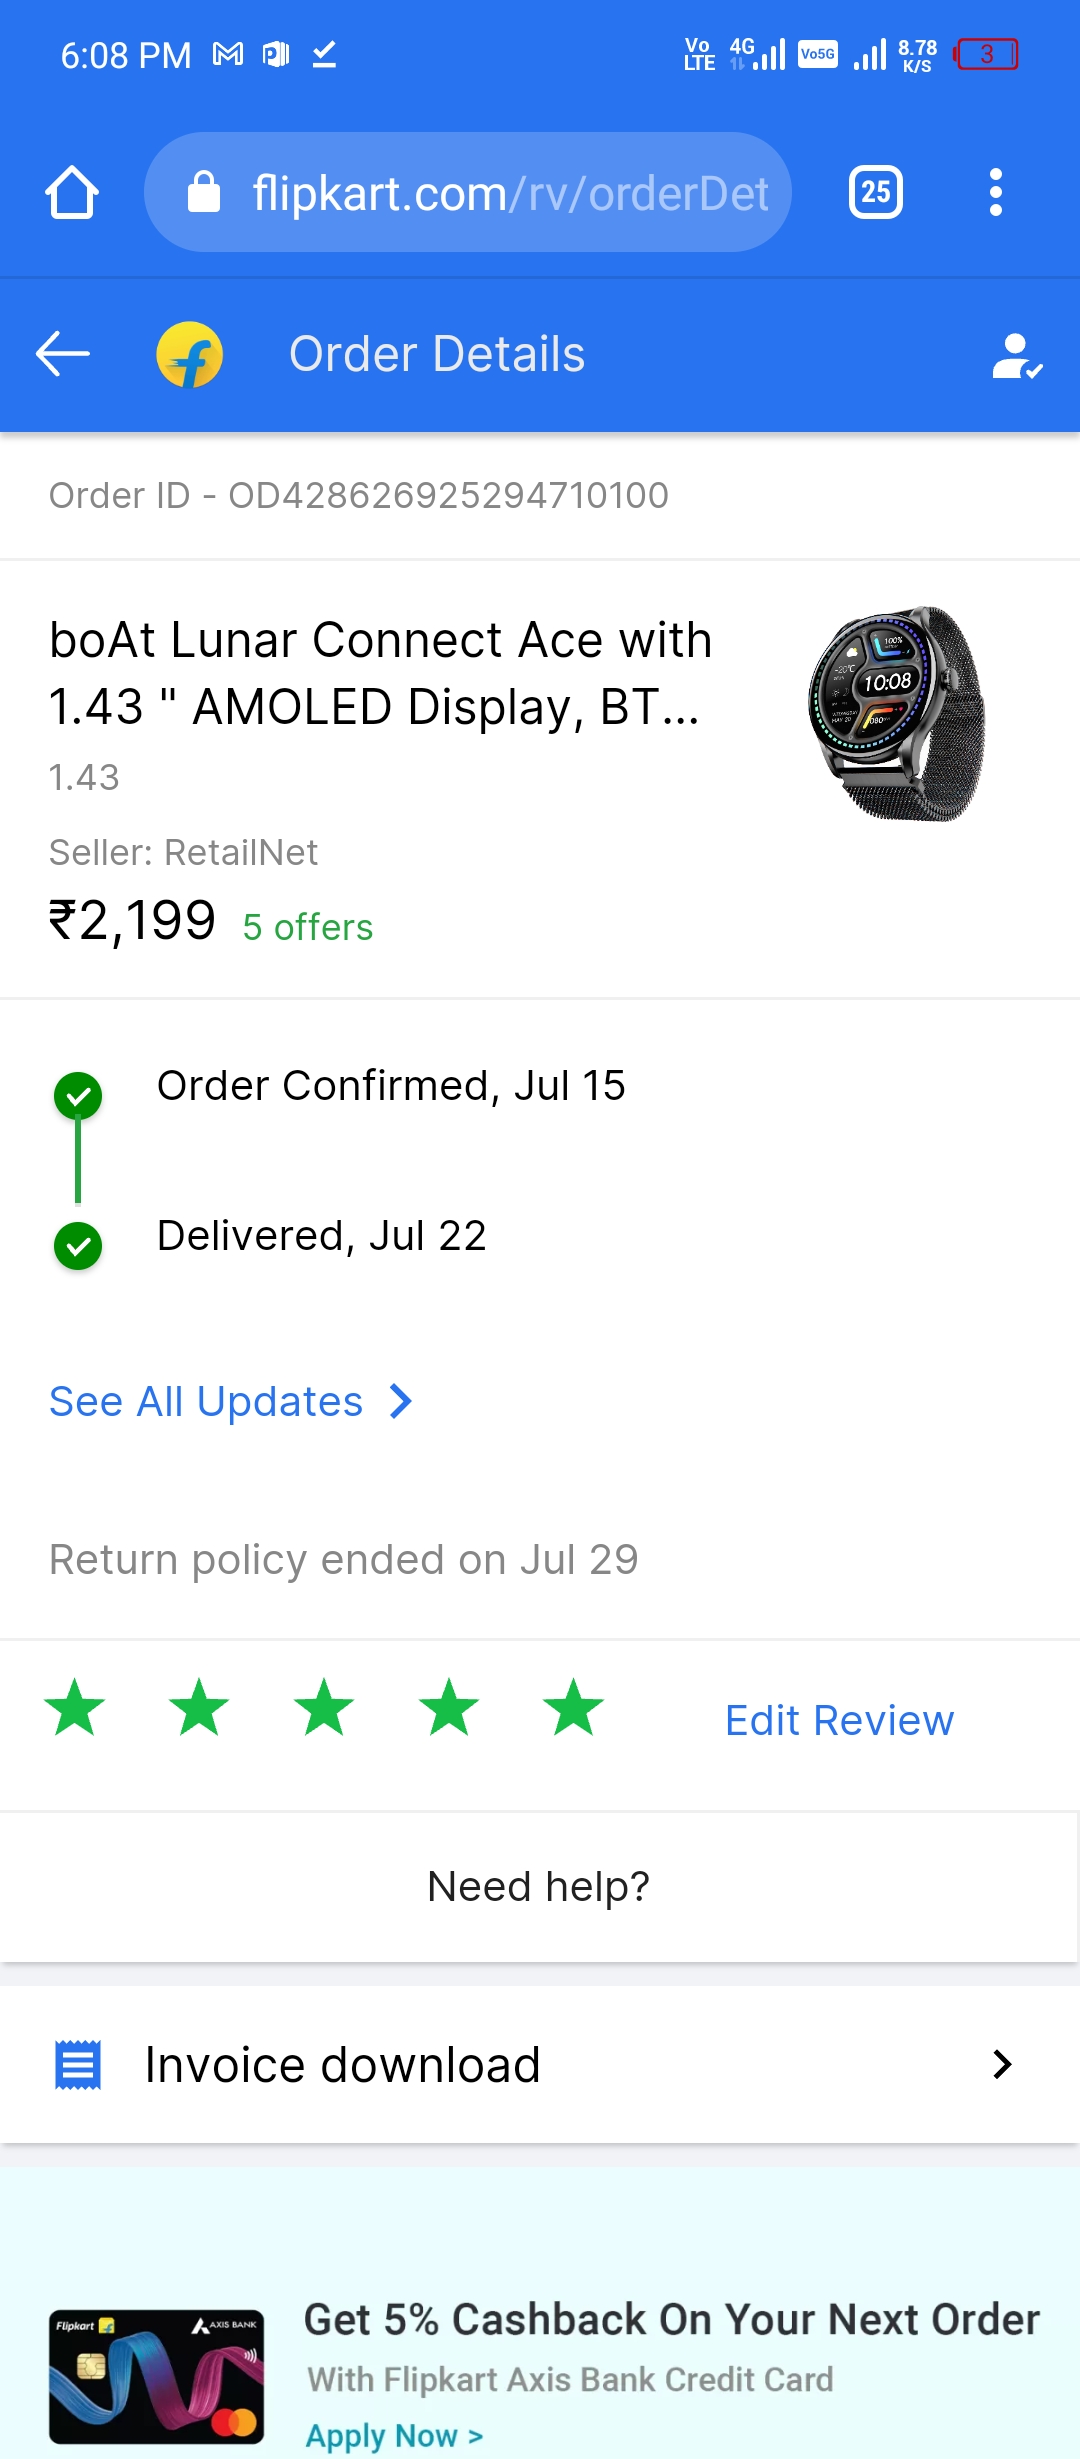 6:08 PM
Vo LTE 4G Vo5G 8.78 K/S 3
flipkart.com/rv/orderDet
25
Order Details
Order ID - OD428626925294710100
boAt Lunar Connect Ace with
1.43 " AMOLED Display, BT...
1.43
Seller: RetailNet
₹2,199 5 offers
100%
-20°C
10:08
Order Confirmed, Jul 15
Delivered, Jul 22
See All Updates
Return policy ended on Jul 29
Edit Review
Need help?
Invoice download
Flipkart
AXIS BANK
Get 5% Cashback On Your Next Order
With Flipkart Axis Bank Credit Card
Apply Now >